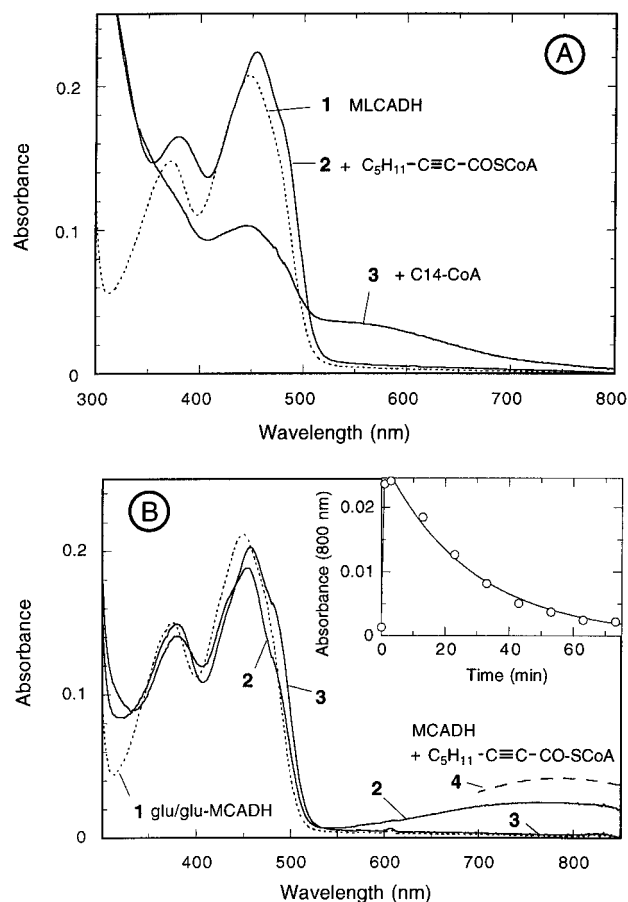 A
0.2
0.1
0
Absorbance
1 MLCADH
2 + C₅H₁₁–C≡C–COSCoA
3 + C14-CoA
300 400 500 600 700 800
Wavelength (nm)
B
0.2
0.1
0
Absorbance
0.02
0.01
0
Absorbance (800 nm)
0 20 40 60
Time (min)
2
3
MCADH
+ C₅H₁₁–C≡C–CO-SCoA
4
2
3
1 glu/glu-MCADH
400 500 600 700 800
Wavelength (nm)